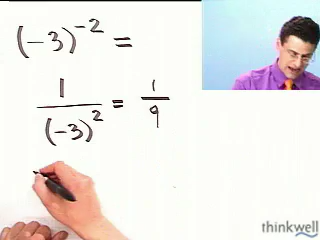 (-3)^-2 =
1/(-3)^2 = 1/9
thinkwell